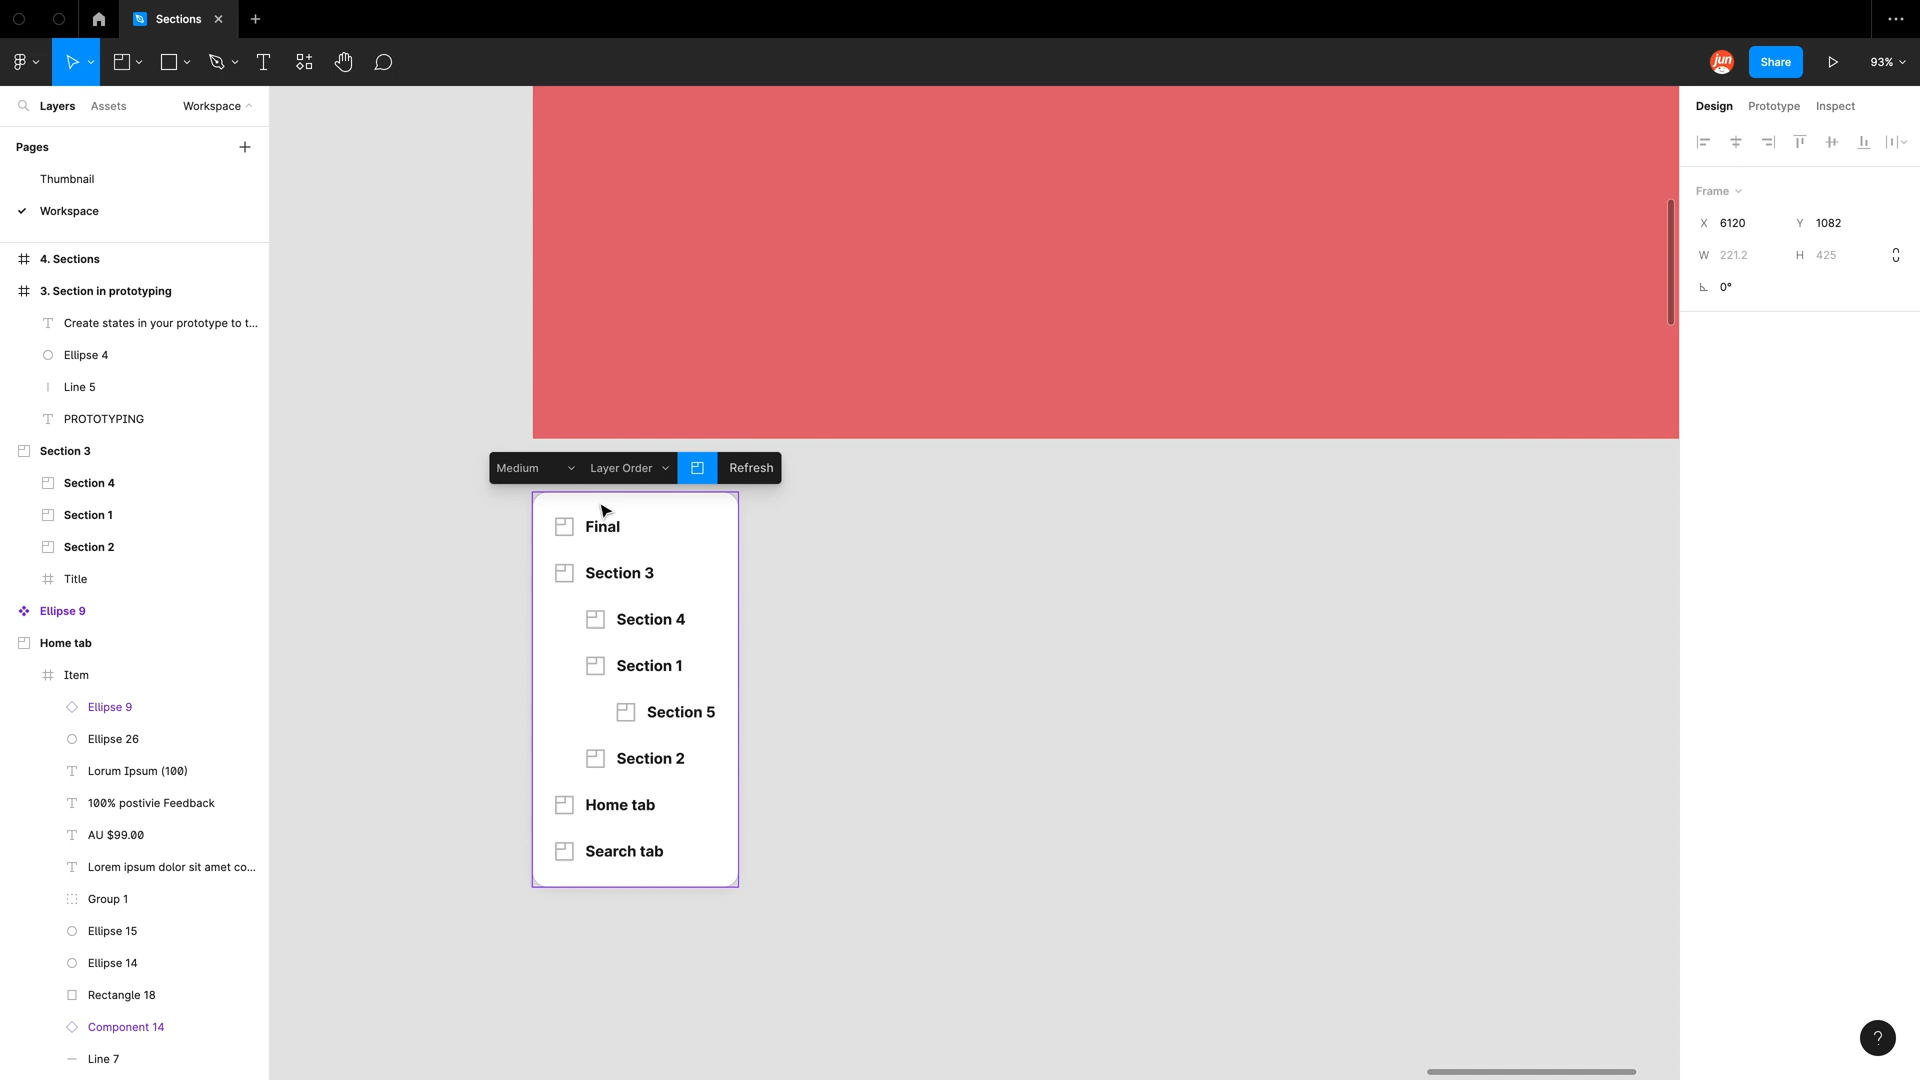 Sections
jun
Share
93%
Layers
Assets
Workspace
Pages
Thumbnail
Workspace
4. Sections
3. Section in prototyping
Create states in your prototype to t...
Ellipse 4
Line 5
PROTOTYPING
Section 3
Section 4
Section 1
Section 2
Title
Ellipse 9
Home tab
Item
Ellipse 9
Ellipse 26
Lorum Ipsum (100)
100% postivie Feedback
AU $99.00
Lorem ipsum dolor sit amet co...
Group 1
Ellipse 15
Ellipse 14
Rectangle 18
Component 14
Line 7
Medium
Layer Order
Refresh
Final
Section 3
Section 4
Section 1
Section 5
Section 2
Home tab
Search tab
Design
Prototype
Inspect
Frame
X 6120
Y 1082
W 221.2
H 425
0°
?